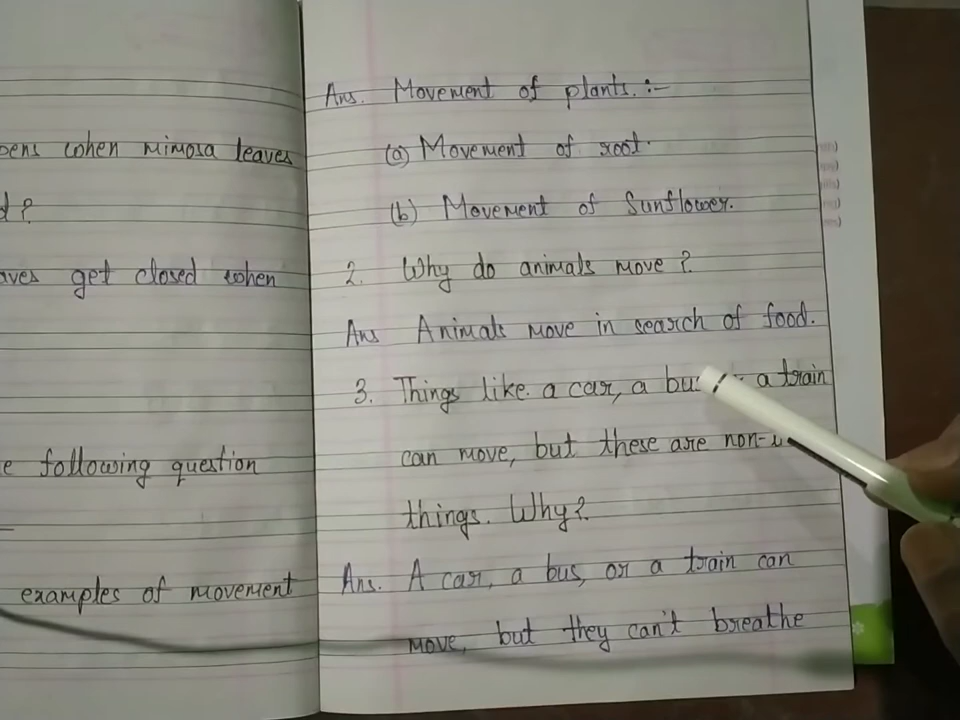 pens when mimosa leaves
d?
aves get closed when
e following question
examples of movement
Ans. Movement of plants. :-
(a) Movement of root.
(b) Movement of Sunflower.
2. Why do animals move?
Ans Animals move in search of food.
3. Things like a car, a bus a train
can move, but these are non-
things. Why?
Ans. A car, a bus, or a train can
move, but they can't breathe